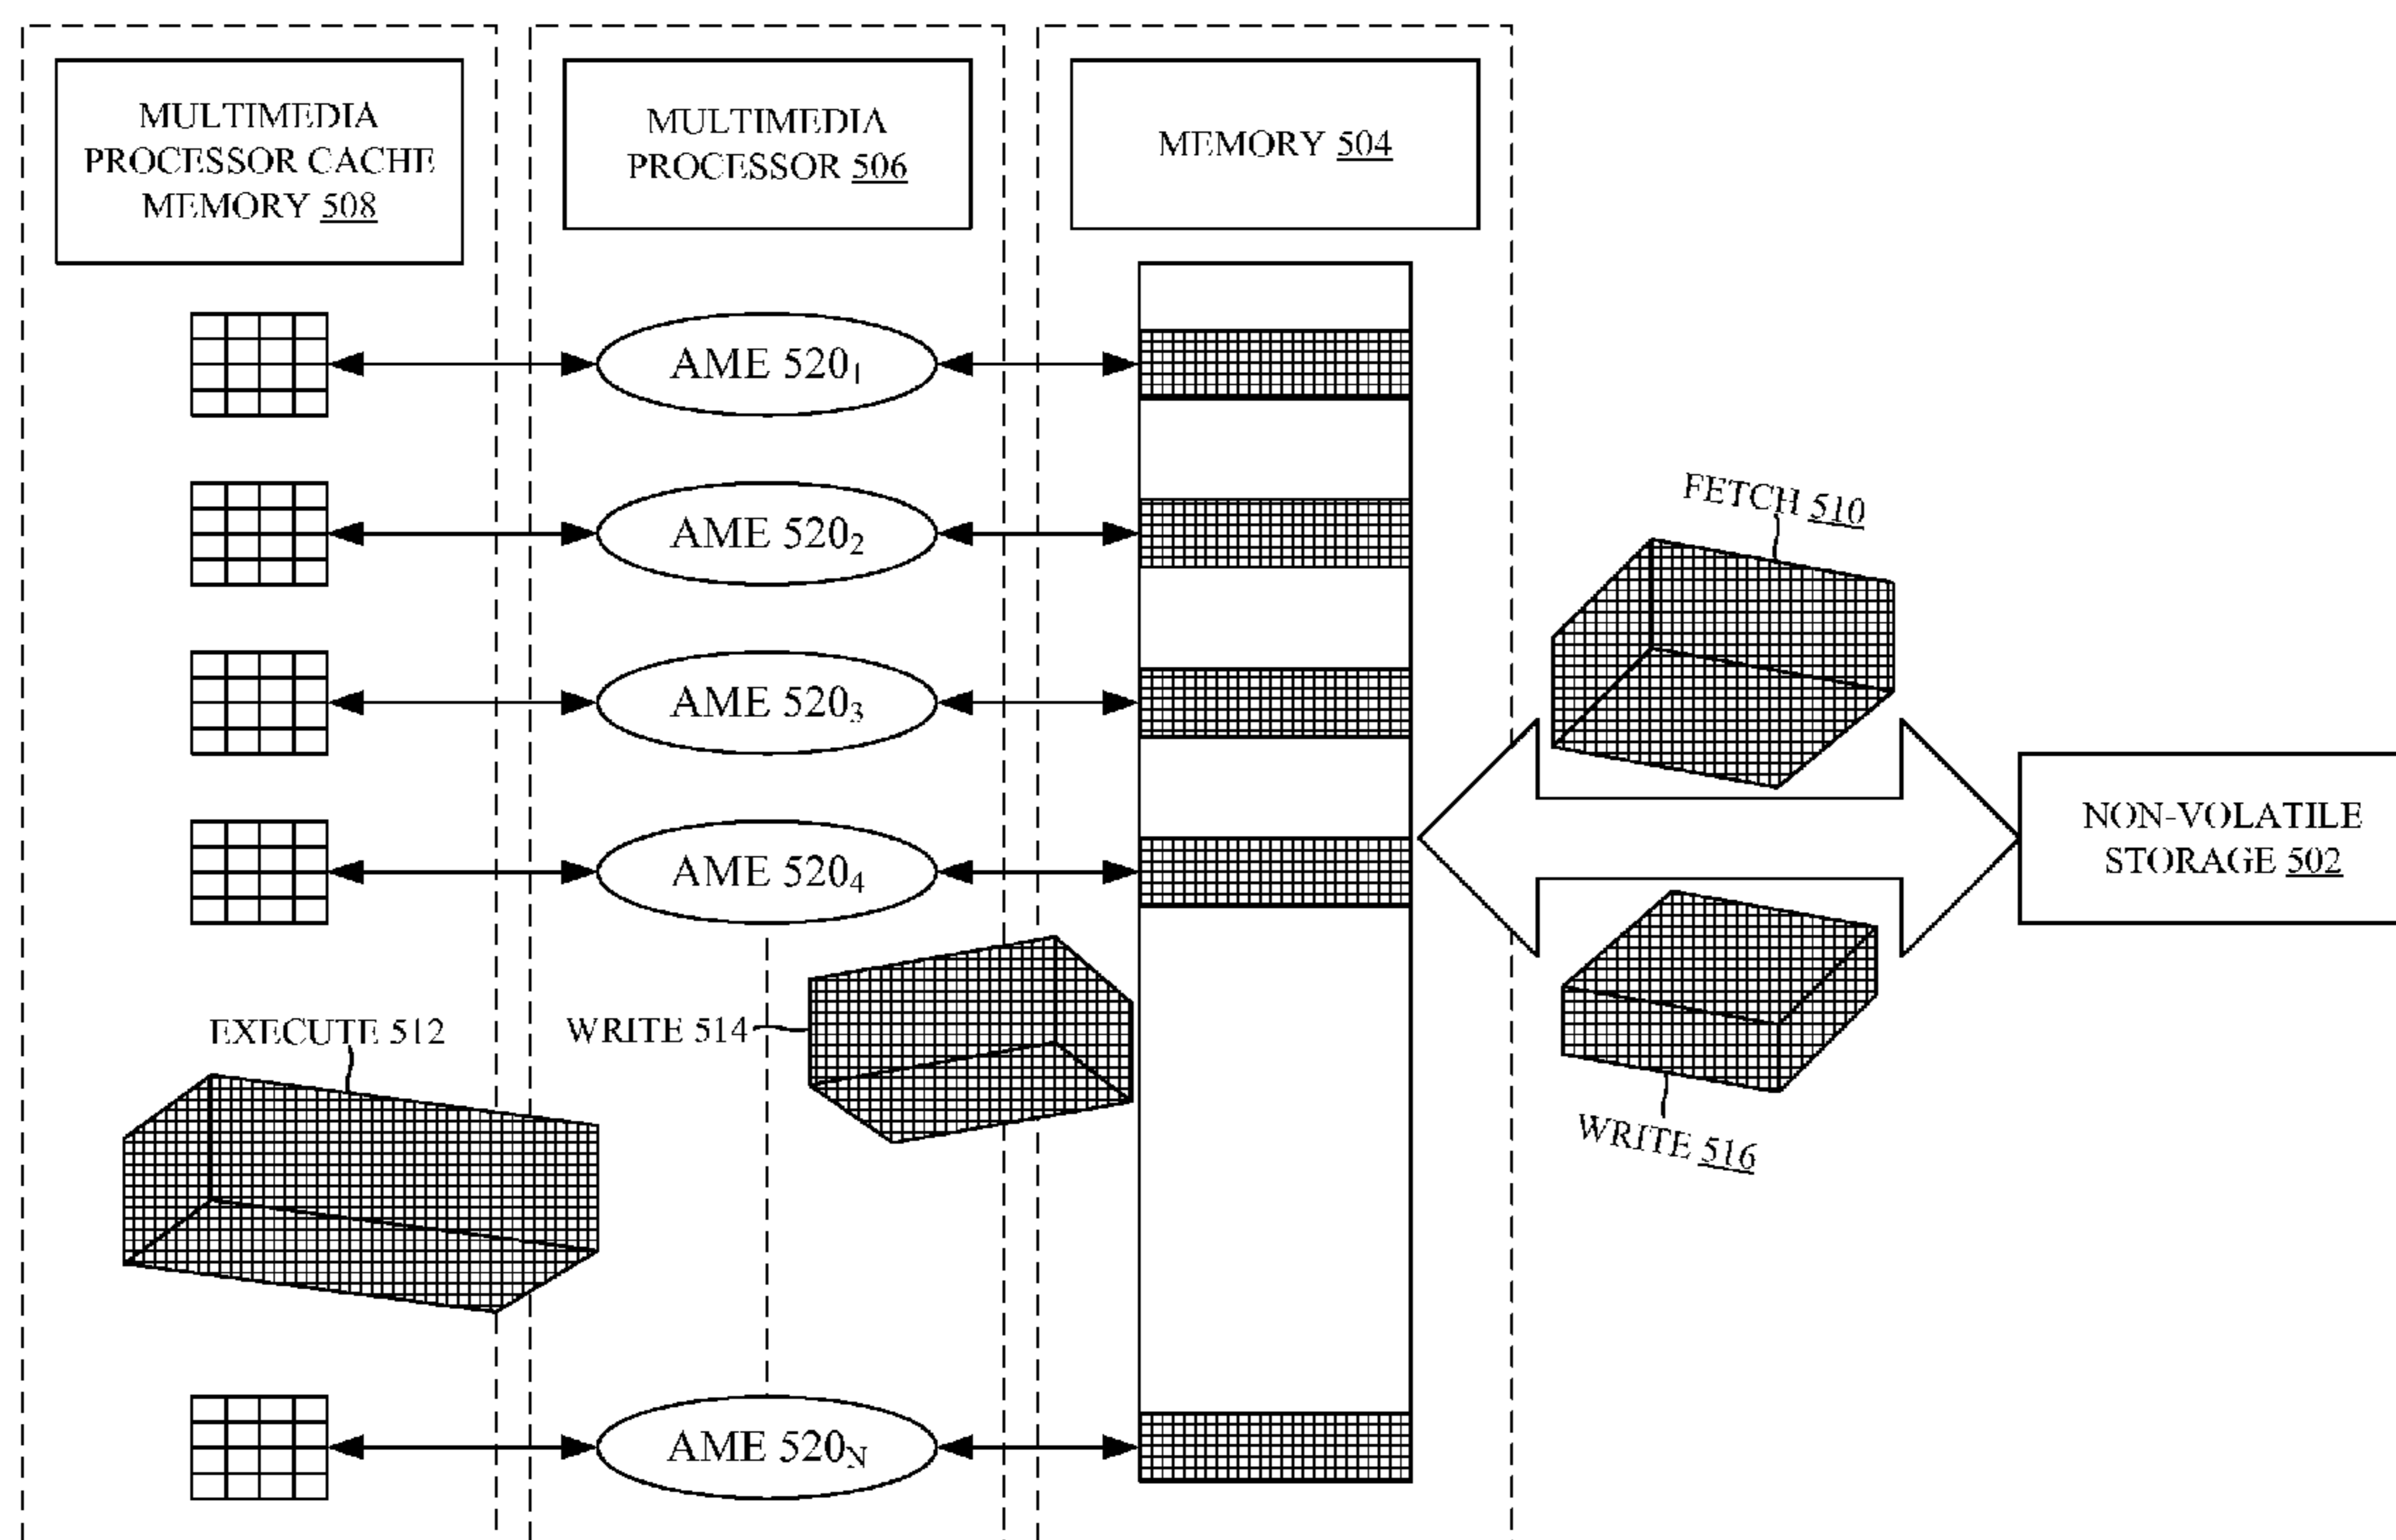 MULTIMEDIA
PROCESSOR CACHE
MEMORY 508
MULTIMEDIA
PROCESSOR 506
MEMORY 504
AME 520₁
AME 520₂
FETCH 510
AME 520₃
AME 520₄
NON-VOLATILE
STORAGE 502
EXECUTE 512
WRITE 514
WRITE 516
AME 520N